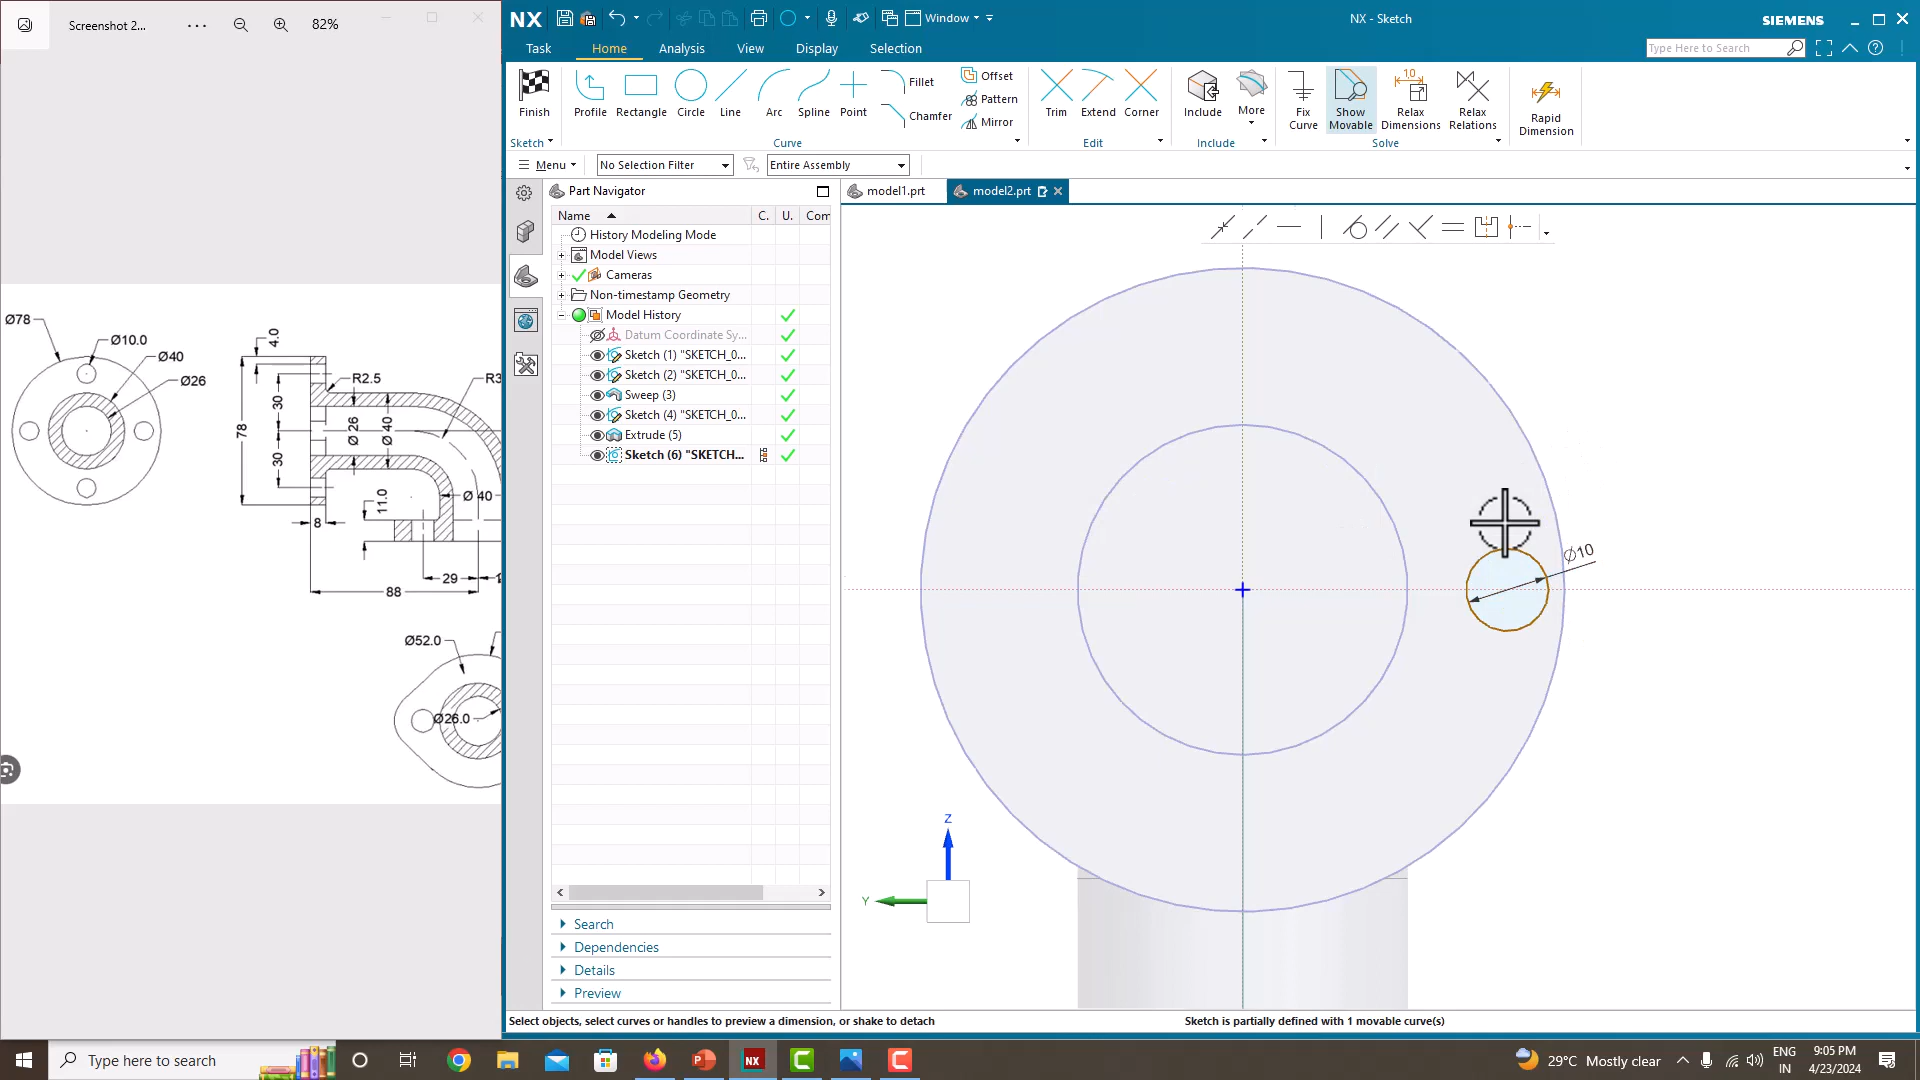 Screenshot 2...
82%
NX
Window
NX - Sketch
SIEMENS
Task
Home
Analysis
View
Display
Application
Selection
Type Here to Search
Finish
Profile
Rectangle
Circle
Line
Arc
Spline
Point
Fillet
Chamfer
Offset
Pattern
Mirror
Trim
Extend
Corner
Include
More
Fix Curve
Show Movable
Relax Dimensions
Relax Relations
Rapid Dimension
Sketch
Curve
Edit
Include
Solve
Menu
No Selection Filter
Entire Assembly
Part Navigator
model1.prt
model2.prt
Name
C.
U.
Com
History Modeling Mode
Model Views
Cameras
Non-timestamp Geometry
Model History
Datum Coordinate Sy...
Sketch (1) "SKETCH_0...
Sketch (2) "SKETCH_0...
Sweep (3)
Sketch (4) "SKETCH_0...
Extrude (5)
Sketch (6) "SKETCH...
Search
Dependencies
Details
Preview
Ø78
Ø10.0
Ø40
Ø26
4.0
R2.5
R3
30
78
Ø 26
Ø 40
30
11.0
Ø 40
8
29
88
Ø52.0
Ø26.0
Ø10
Z
Y
Select objects, select curves or handles to preview a dimension, or shake to detach
Sketch is partially defined with 1 movable curve(s)
Type here to search
NX
29°C Mostly clear
ENG
IN
9:05 PM
4/23/2024